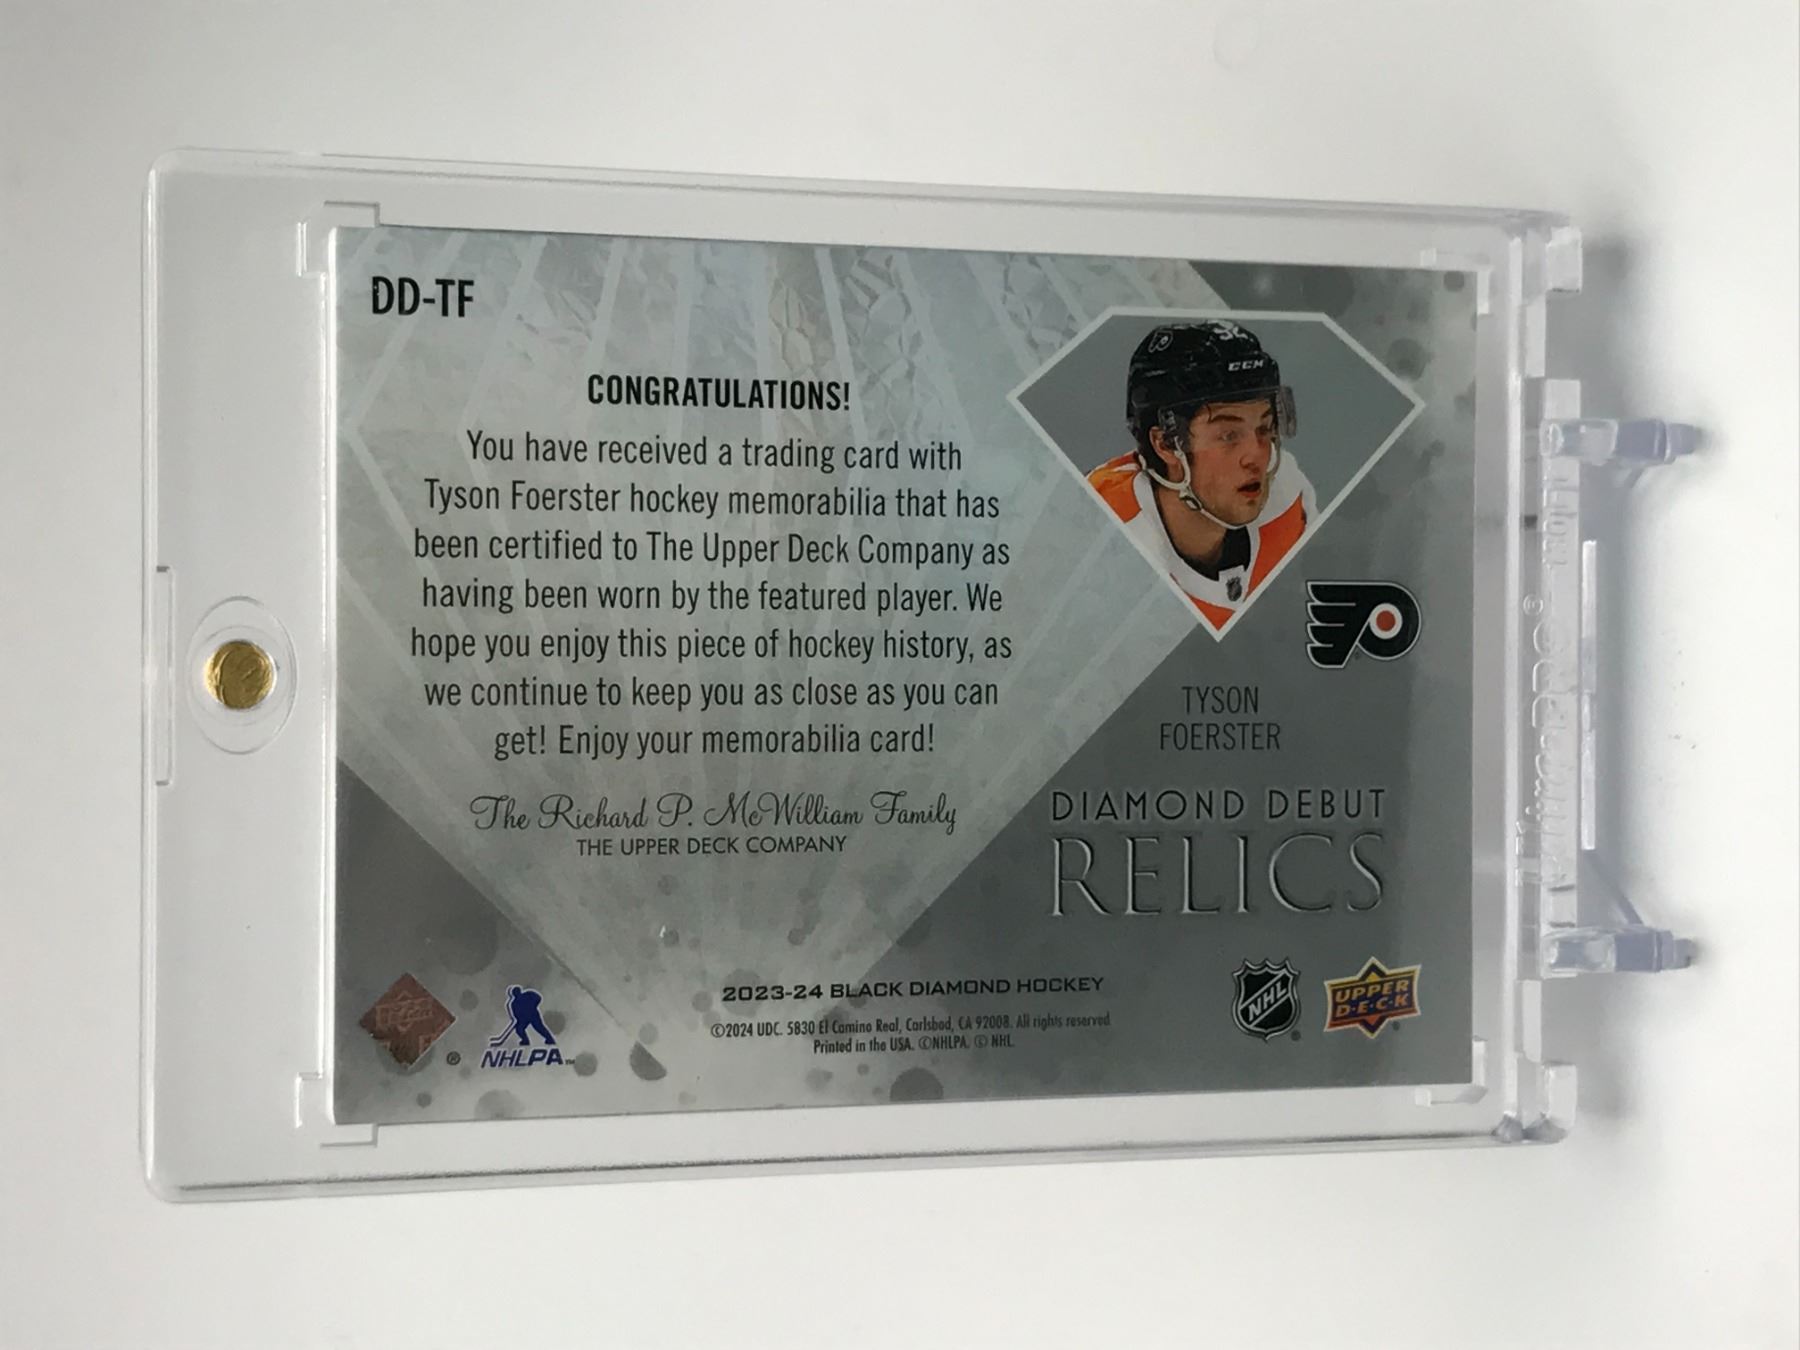 DD-TF
CONGRATULATIONS!
You have received a trading card with
Tyson Foerster hockey memorabilia that has
been certified to The Upper Deck Company as
having been worn by the featured player. We
hope you enjoy this piece of hockey history, as
we continue to keep you as close as you can
get! Enjoy your memorabilia card!
The Richard P. McWilliam Family
THE UPPER DECK COMPANY
CCM
TYSON
FOERSTER
DIAMOND DEBUT
RELICS
® NHLPA™
2023-24 BLACK DIAMOND HOCKEY
©2024 UDC. 5830 El Camino Real, Carlsbad, CA 92008. All rights reserved
Printed in the USA. ©NHLPA. © NHL.
NHL
UPPER
D·E·C·K